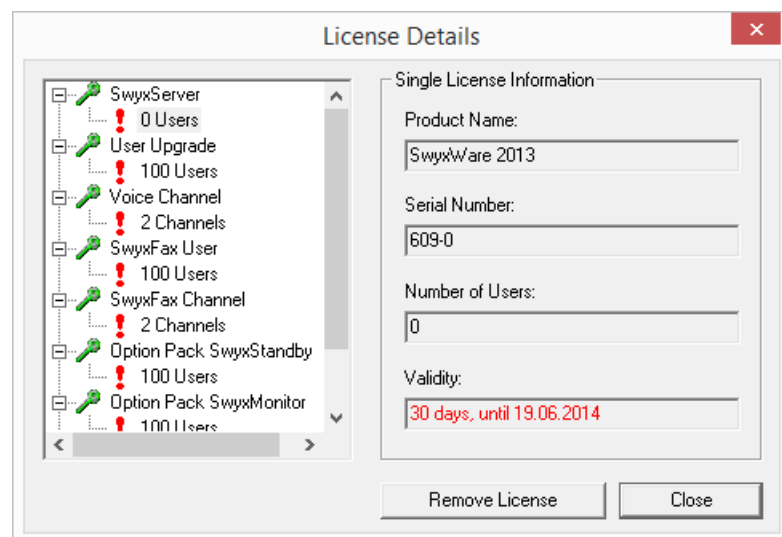 License Details
SwyxServer
0 Users
User Upgrade
100 Users
Voice Channel
2 Channels
SwyxFax User
100 Users
SwyxFax Channel
2 Channels
Option Pack SwyxStandby
100 Users
Option Pack SwyxMonitor
100 Users
Single License Information
Product Name:
SwyxWare 2013
Serial Number:
609-0
Number of Users:
0
Validity:
30 days, until 19.06.2014
Remove License
Close